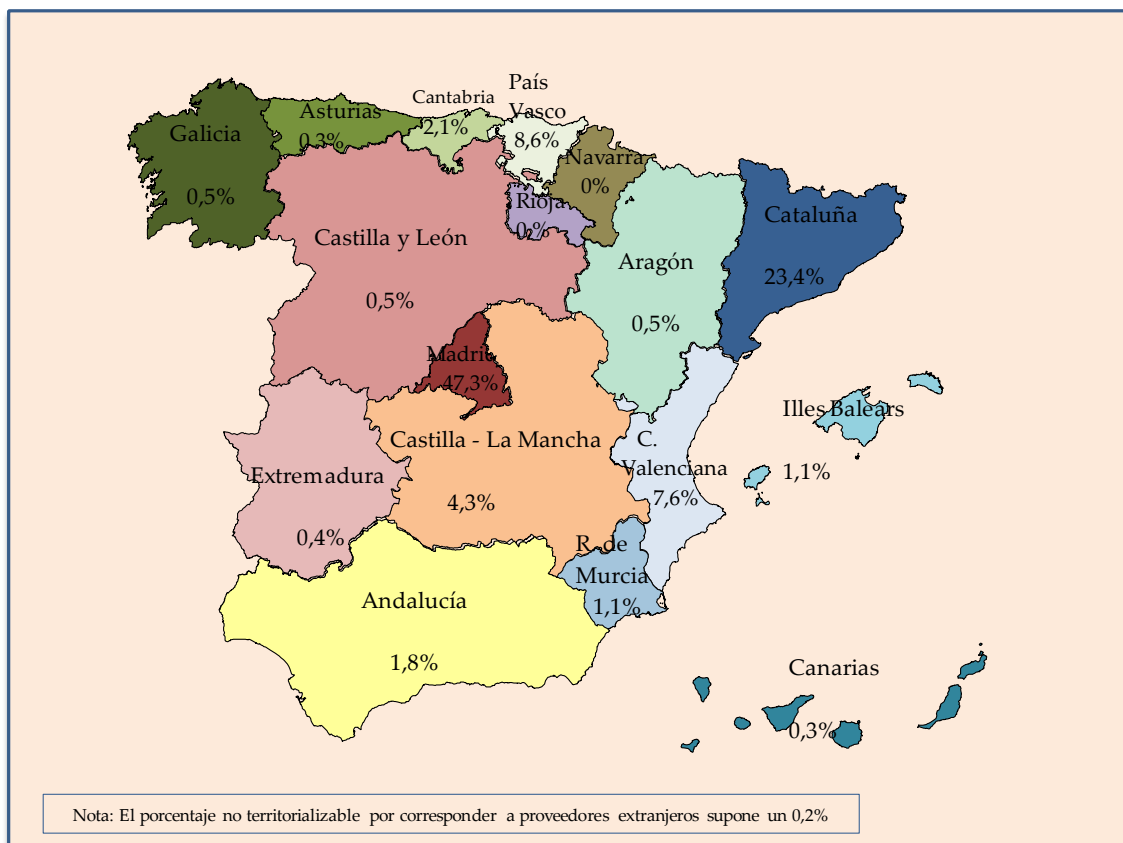 País
Vasco
8,6%
Cantabria
2,1%
Asturias
0,3%
Galicia
0,5%
Navarra
0%
Rioja
0%
Cataluña
23,4%
Castilla y León
0,5%
Aragón
0,5%
Madrid
47,3%
Illes Balears
1,1%
Castilla - La Mancha
4,3%
C.
Valenciana
7,6%
Extremadura
0,4%
R. de
Murcia
1,1%
Andalucía
1,8%
Canarias
0,3%
Nota: El porcentaje no territorializable por corresponder a proveedores extranjeros supone un 0,2%